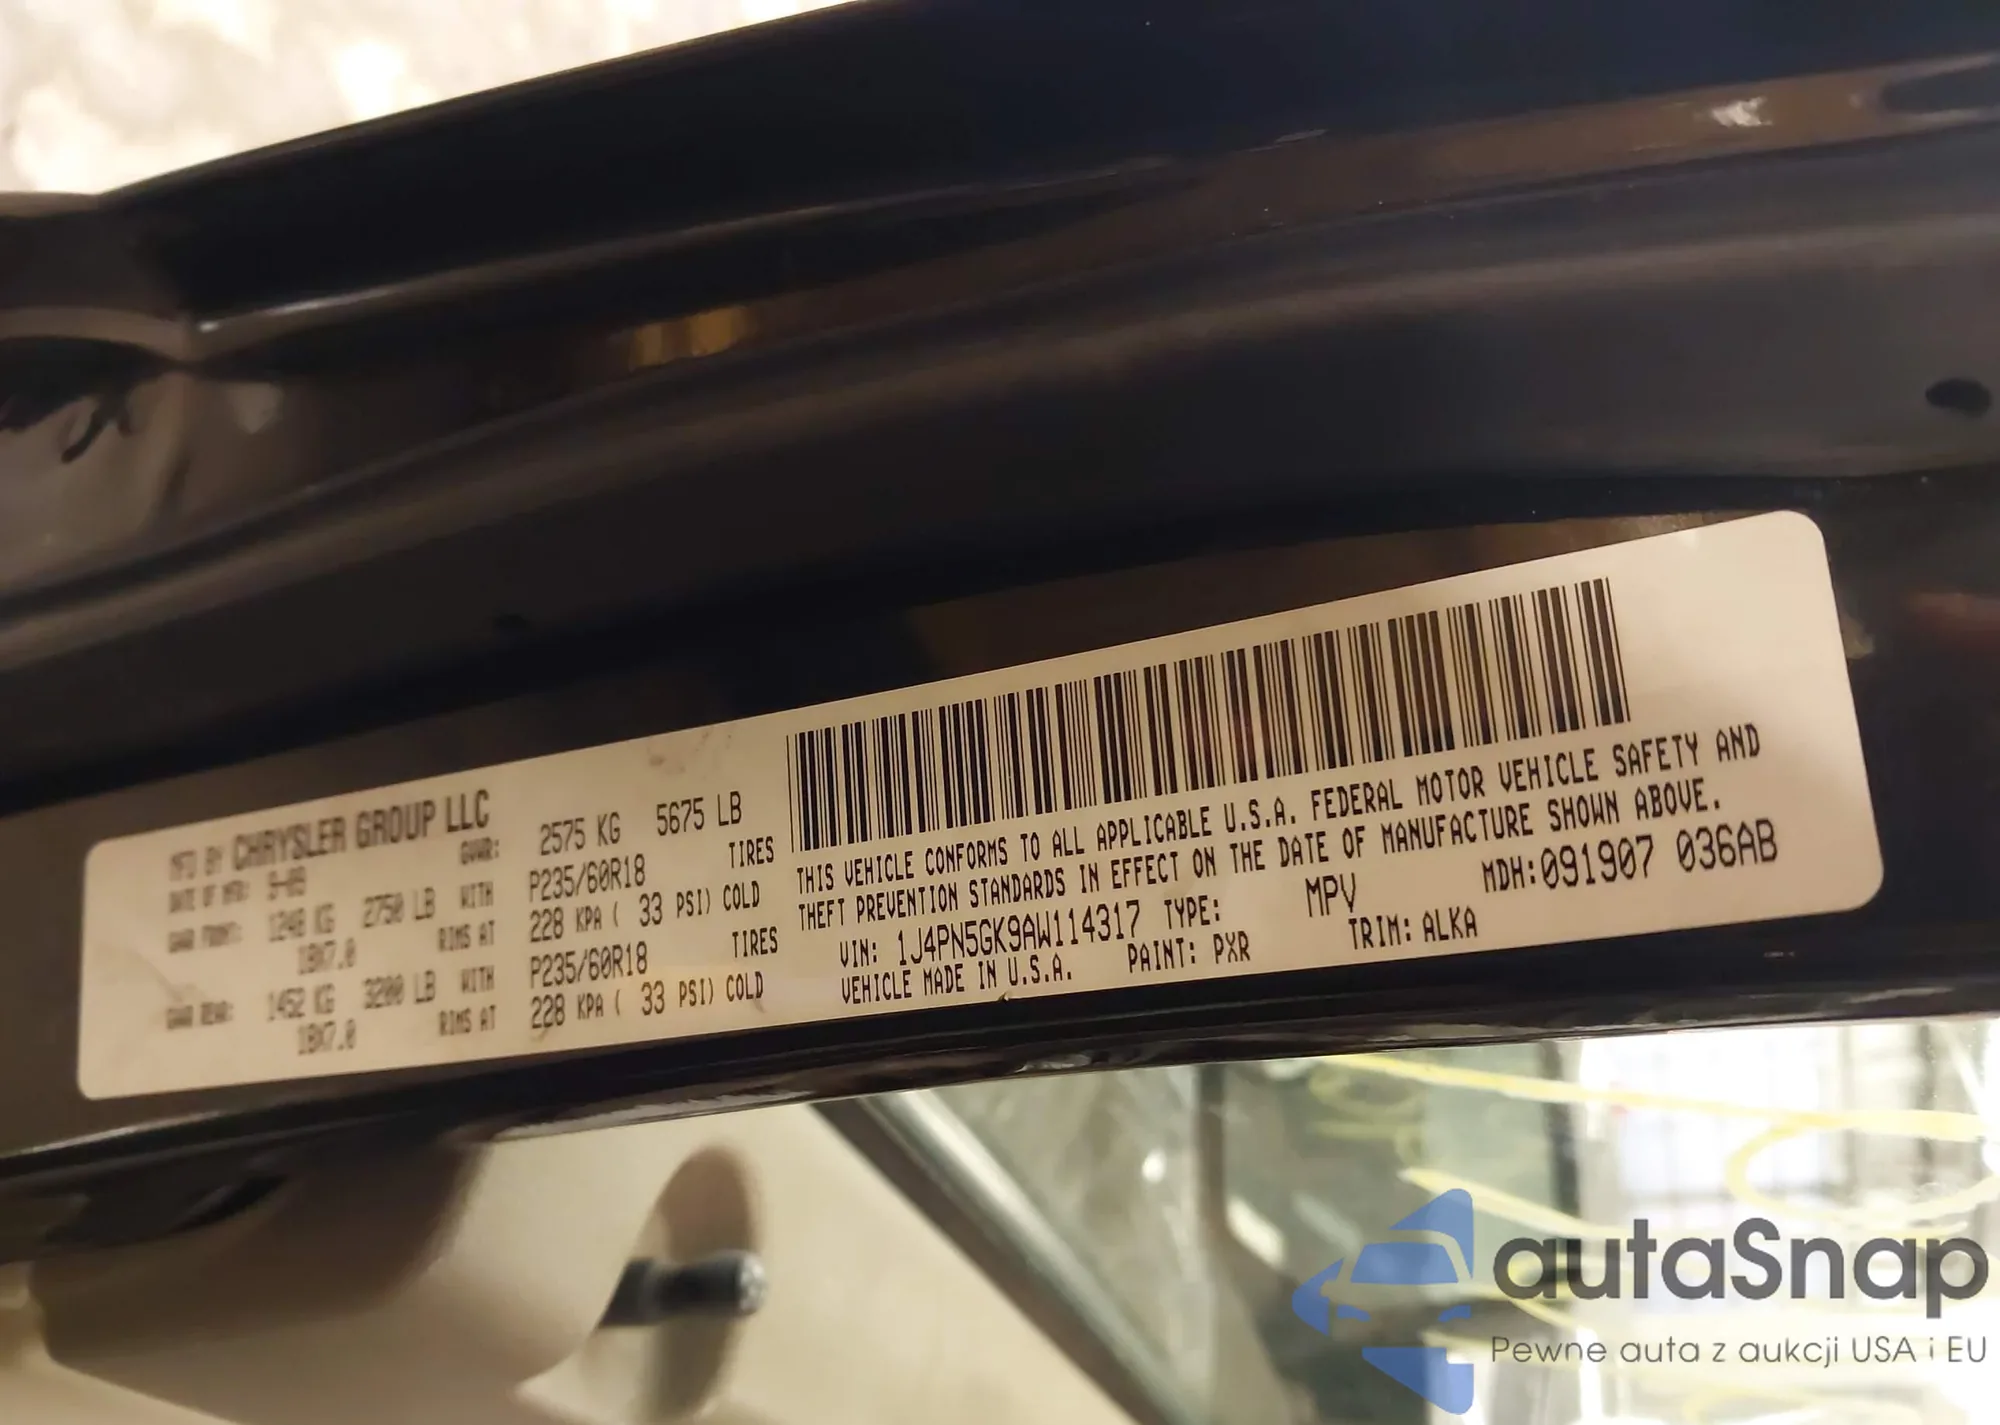 MFD BY CHRYSLER GROUP LLC
DATE OF MFR: 9-09 GVWR: 2575 KG 5675 LB
GAWR FRONT: 1248 KG 2750 LB WITH P235/60R18 TIRES
18X7.0 RIMS AT 228 KPA ( 33 PSI) COLD
GAWR REAR: 1452 KG 3200 LB WITH P235/60R18 TIRES
18X7.0 RIMS AT 228 KPA ( 33 PSI) COLD
THIS VEHICLE CONFORMS TO ALL APPLICABLE U.S.A. FEDERAL MOTOR VEHICLE SAFETY AND
THEFT PREVENTION STANDARDS IN EFFECT ON THE DATE OF MANUFACTURE SHOWN ABOVE.
VIN: 1J4PN5GK9AW114317 TYPE: MPV MDH:091907 036AB
VEHICLE MADE IN U.S.A. PAINT: PXR TRIM: ALKA
autaSnap
Pewne auta z aukcji USA i EU